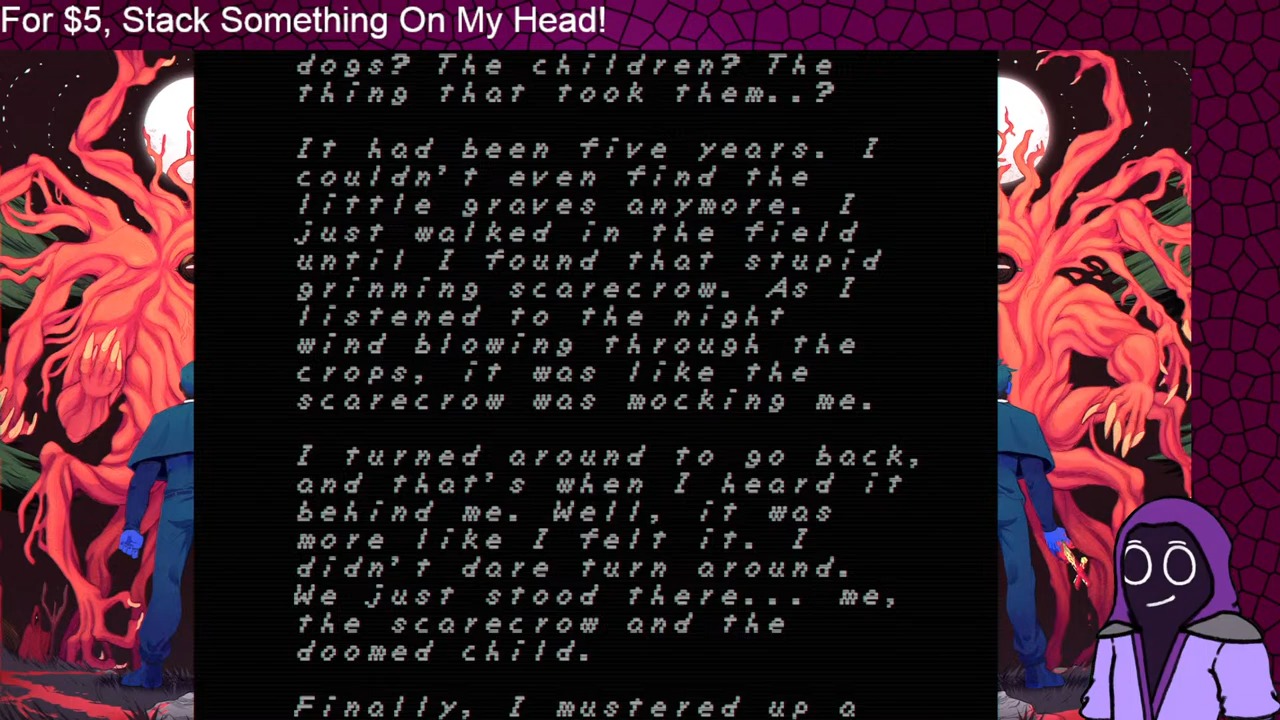 For $5, Stack Something On My Head!
dogs? The children? The
thing that took them..?
It had been five years. I
couldn't even find the
little graves anymore. I
just walked in the field
until I found that stupid
grinning scarecrow. As I
listened to the night
wind blowing through the
crops, it was like the
scarecrow was mocking me.
I turned around to go back,
and that's when I heard it
behind me. Well, it was
more like I felt it. I
didn't dare turn around.
We just stood there... me,
the scarecrow and the
doomed child.
Finally, I mustered up a